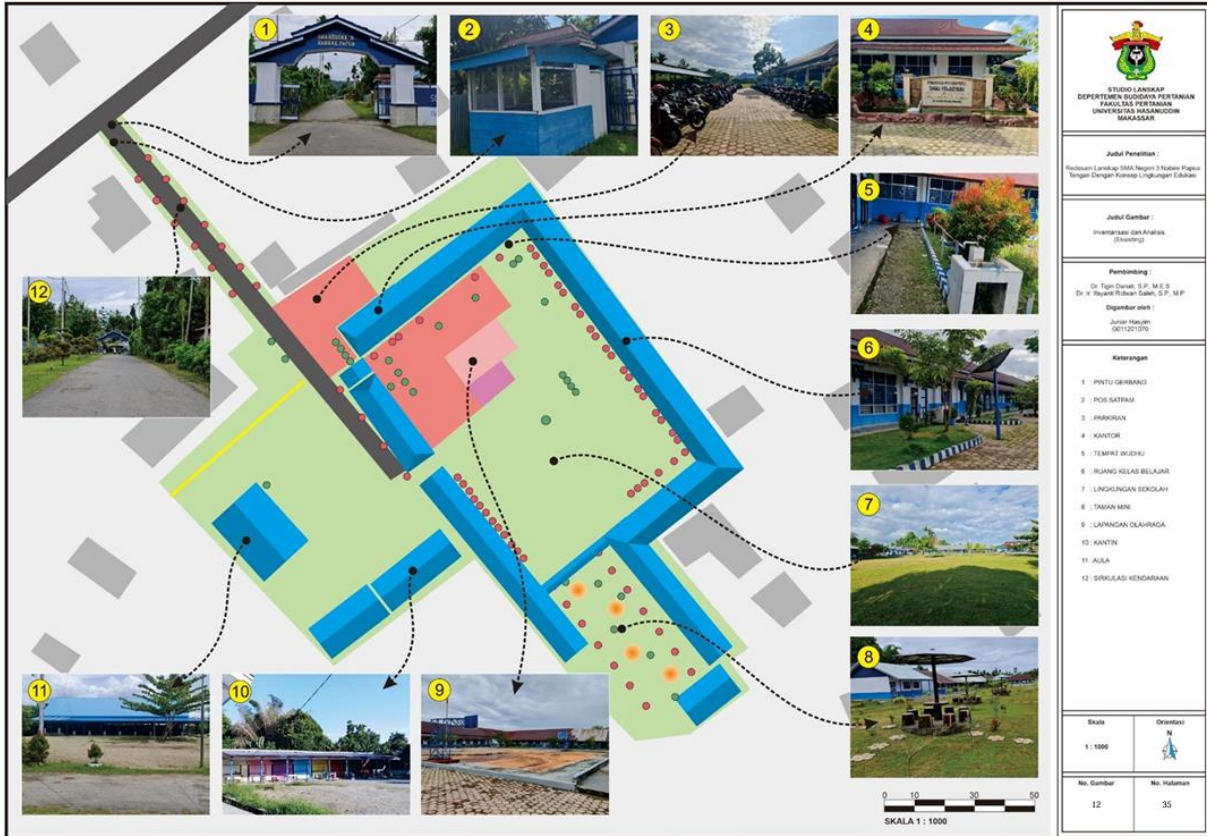 1
2
3
4
5
6
7
8
9
10
11
12
0 10 20 30 40 50
SKALA 1 : 1000
STUDIO LANSKAP
DEPERTEMEN BUDIDAYA PERTANIAN
FAKULTAS PERTANIAN
UNIVERSITAS HASANUDDIN
MAKASSAR
Judul Penelitian :
Redesain Lanskap SMA Negeri 3 Nabire Papua
Tengah Dengan Konsep Lingkungan Edukasi
Judul Gambar :
Inventarisasi dan Analisis
(Eksisting)
Pembimbing :
Dr. Tigin Dariati, S.P., M.E.S
Dr. Ir. Ifayanti Ridwan Saleh, S.P., M.P
Digambar oleh :
Juniar Hasyim
G011201070
Keterangan
1 : PINTU GERBANG
2 : POS SATPAM
3 : PARKIRAN
4 : KANTOR
5 : TEMPAT WUDHU
6 : RUANG KELAS BELAJAR
7 : LINGKUNGAN SEKOLAH
8 : TAMAN MINI
9 : LAPANGAN OLAHRAGA
10 : KANTIN
11 : AULA
12 : SIRKULASI KENDARAAN
Skala
1 : 1000
Orientasi
N
No. Gambar
12
No. Halaman
35